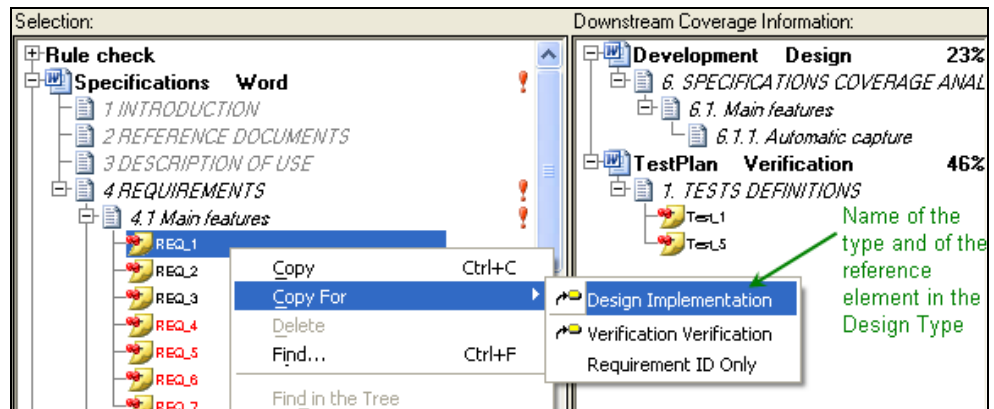 Selection:
Rule check
Specifications Word
1 INTRODUCTION
2 REFERENCE DOCUMENTS
3 DESCRIPTION OF USE
4 REQUIREMENTS
4.1 Main features
REQ_1
REQ_2
REQ_3
REQ_4
REQ_5
REQ_6
REQ_7
Copy Ctrl+C
Copy For
Delete
Find... Ctrl+F
Find in the Tree
Design Implementation
Verification Verification
Requirement ID Only
Downstream Coverage Information:
Development Design 23%
6. SPECIFICATIONS COVERAGE ANAL
6.1. Main features
6.1.1. Automatic capture
TestPlan Verification 46%
1. TESTS DEFINITIONS
Test_1
Test_5
Name of the
type and of the
reference
element in the
Design Type